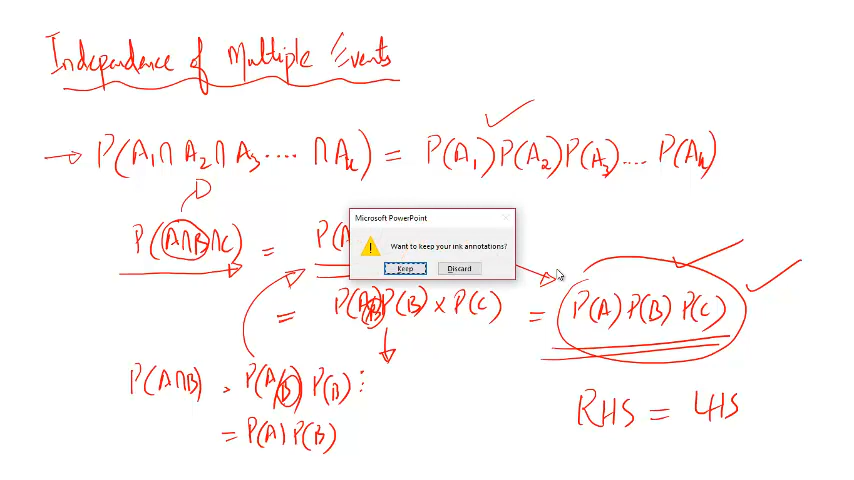 Independence of Multiple Events
→ P(A₁∩A₂∩A₃.... ∩Aₖ) = P(A₁)P(A₂)P(A₃)....P(Aₖ)
D
P(A∩B∩C) = P(A
Microsoft PowerPoint
Want to keep your ink annotations?
Keep Discard
= P(A|B)P(B)×P(C) = P(A)P(B)P(C)
P(A∩B) = P(A|B)P(B)
= P(A)P(B)
RHS = LHS